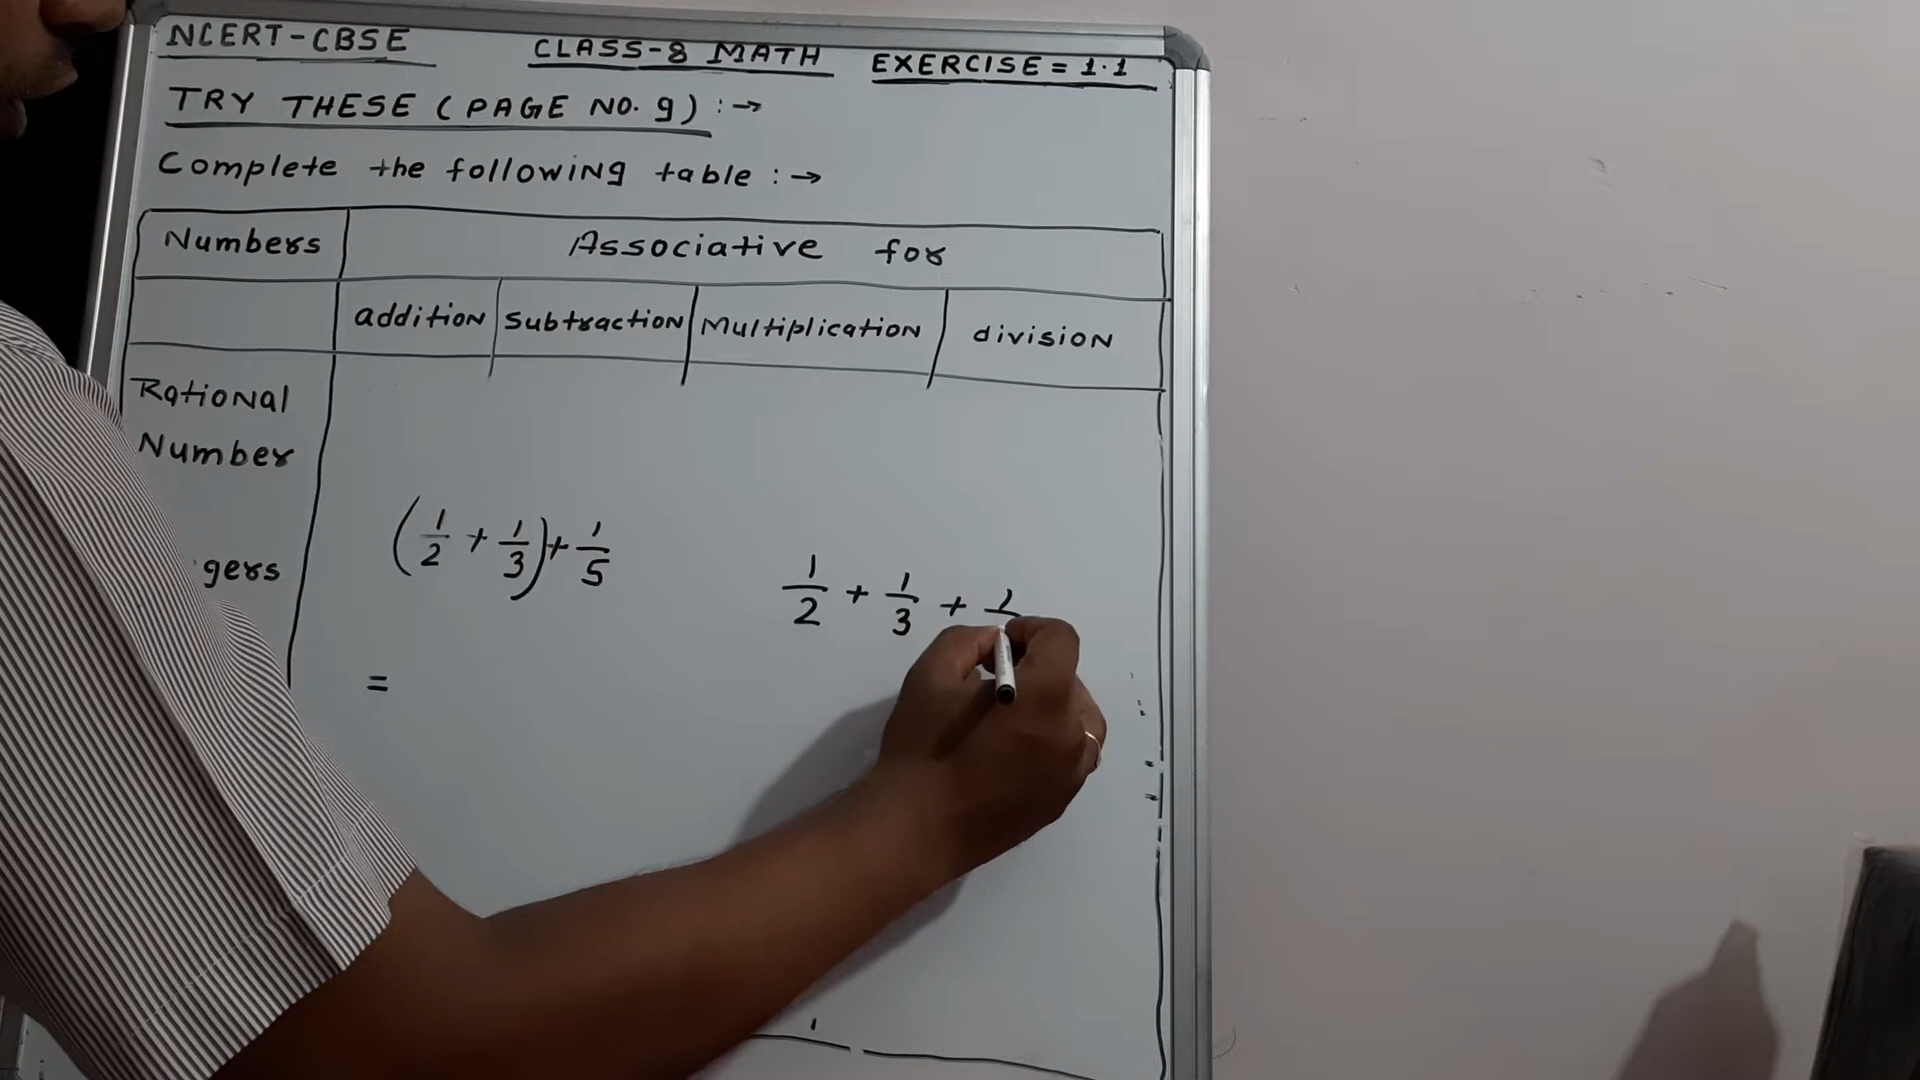 NCERT-CBSE CLASS-8 MATH EXERCISE = 1.1
TRY THESE (PAGE NO. 9) :→
Complete the following table :→
Numbers Associative for
addition Subtraction Multiplication division
Rational
Number
(1/2 + 1/3) + 1/5
gers
1/2 + 1/3 + 1
=